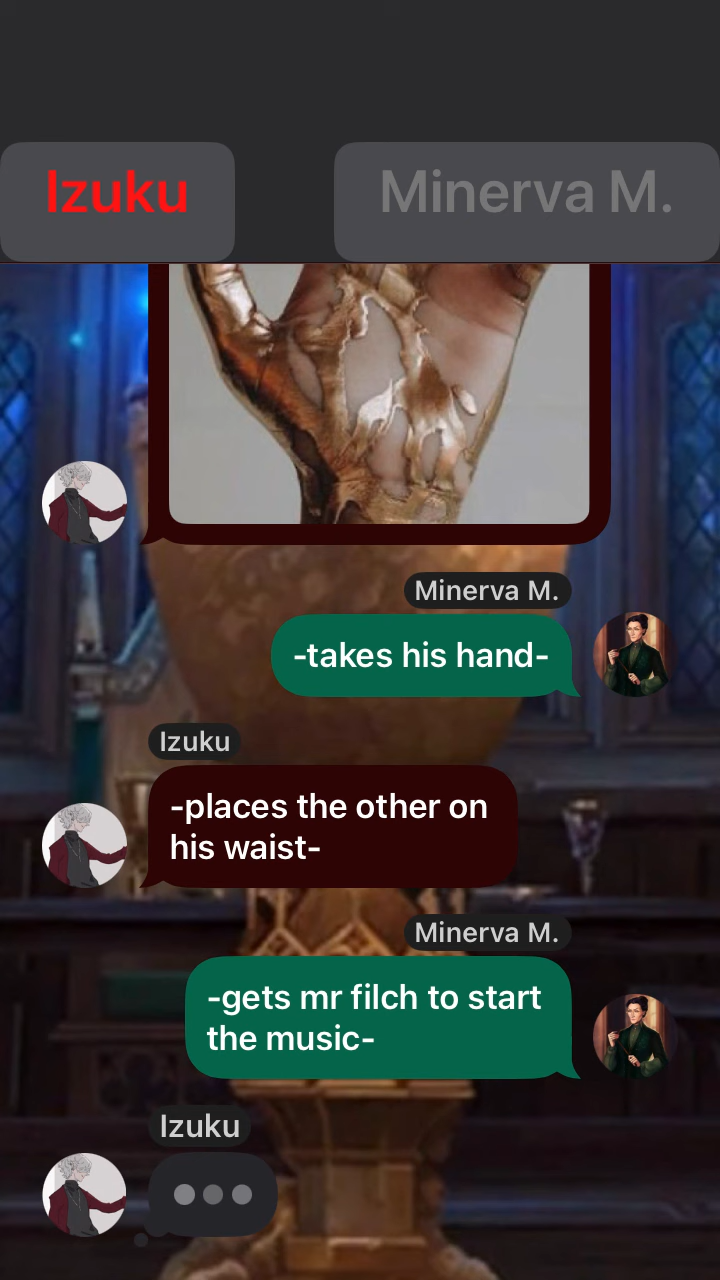 Izuku
Minerva M.
Minerva M.
-takes his hand-
Izuku
-places the other on
his waist-
Minerva M.
-gets mr filch to start
the music-
Izuku